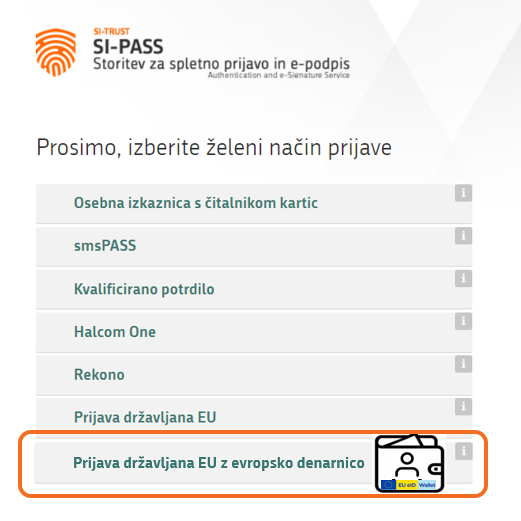 SI-TRUST
SI-PASS
Storitev za spletno prijavo in e-podpis
Authentication and e-Signature Service
Prosimo, izberite želeni način prijave
Osebna izkaznica s čitalnikom kartic
smsPASS
Kvalificirano potrdilo
Halcom One
Rekono
Prijava državljana EU
Prijava državljana EU z evropsko denarnico
EU eID Wallet